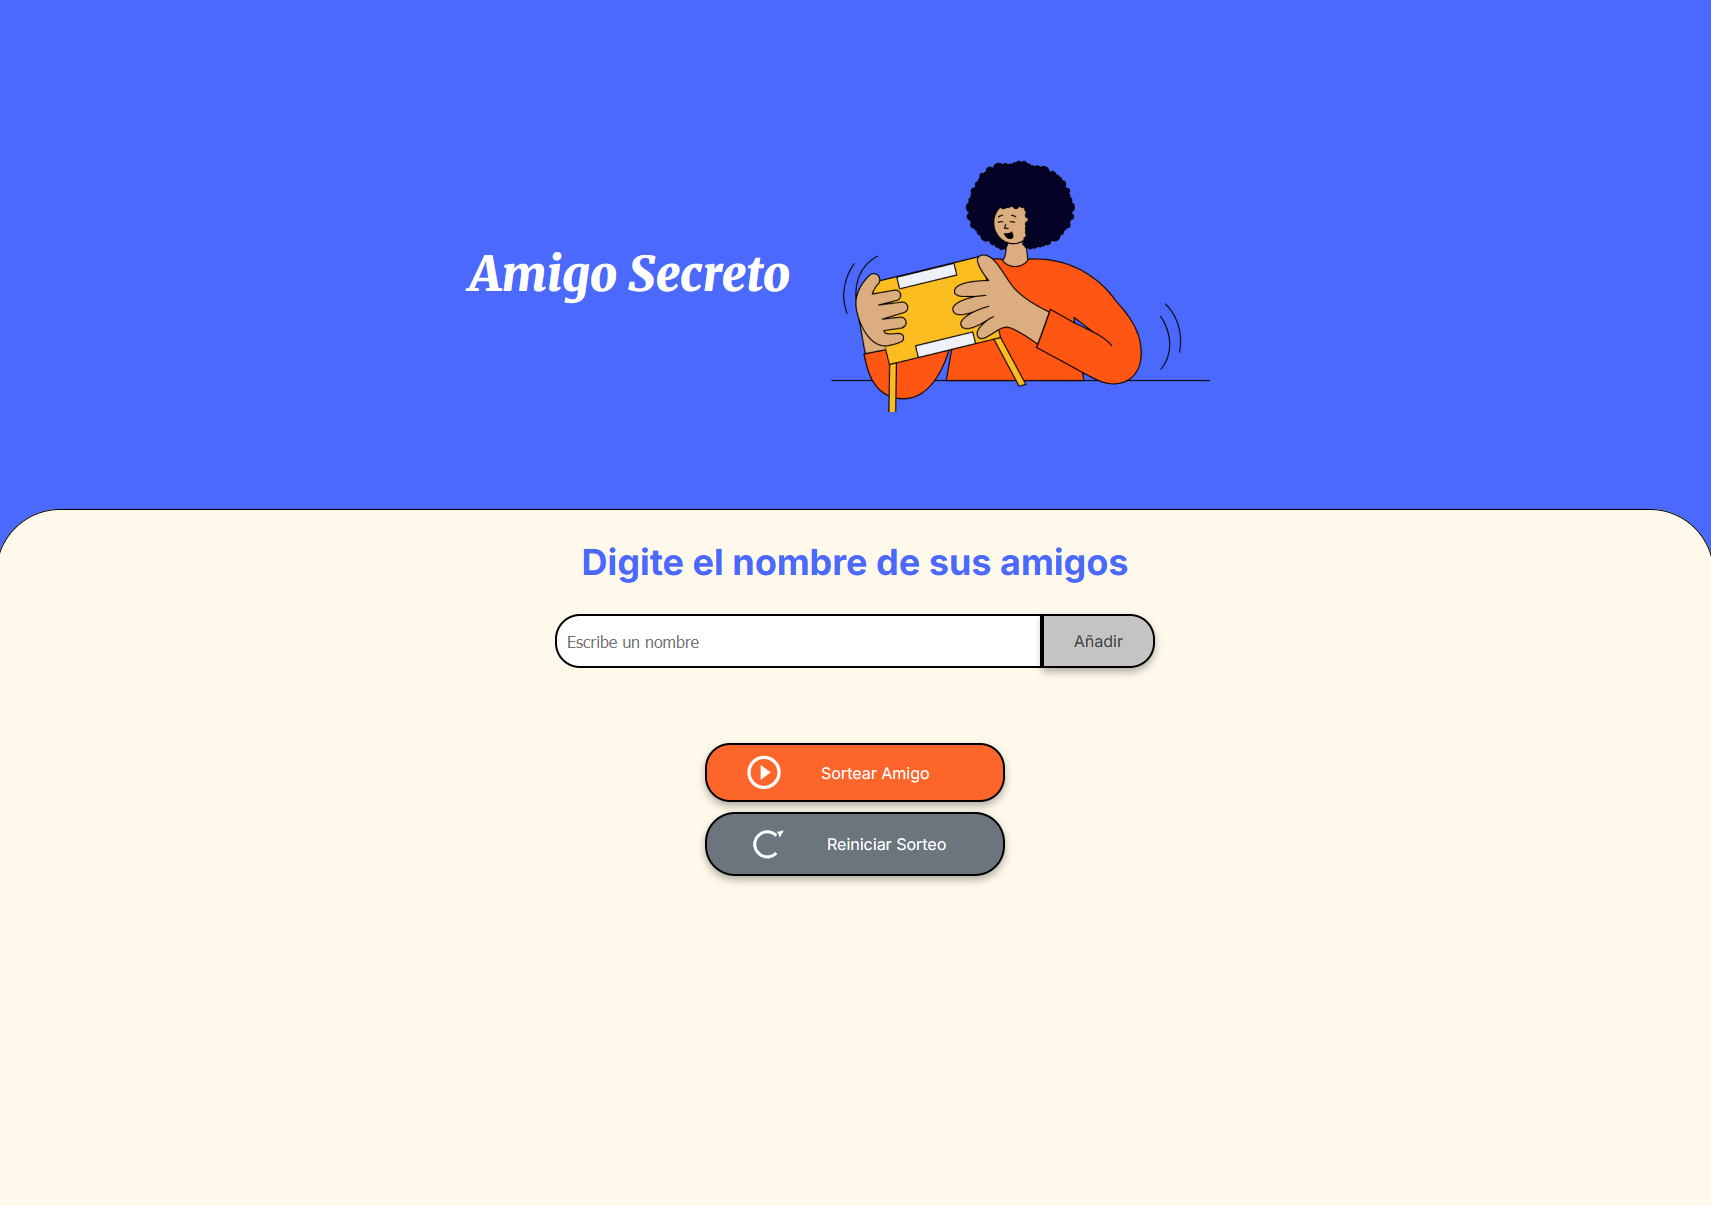 Amigo Secreto
Digite el nombre de sus amigos
Escribe un nombre
Añadir
Sortear Amigo
Reiniciar Sorteo